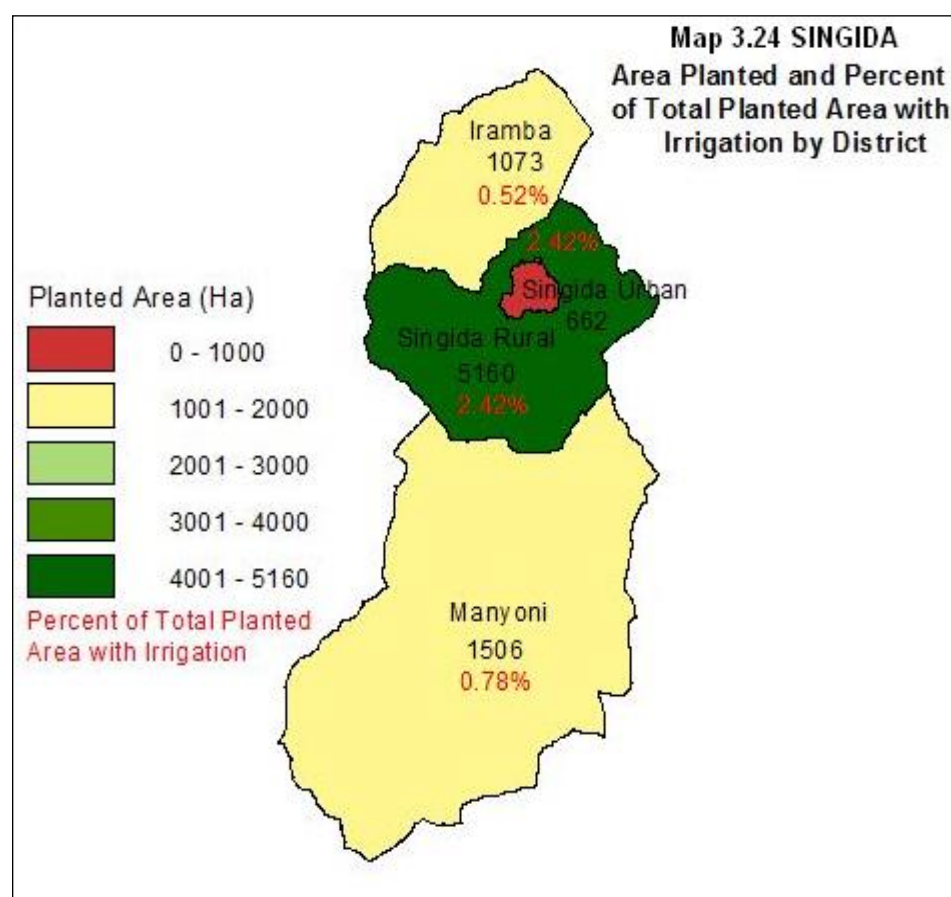 Map 3.24 SINGIDA
Area Planted and Percent
of Total Planted Area with
Irrigation by District
Iramba
1073
0.52%
2.42%
Singida Urban
662
Singida Rural
5160
2.42%
Manyoni
1506
0.78%
Planted Area (Ha)
0 - 1000
1001 - 2000
2001 - 3000
3001 - 4000
4001 - 5160
Percent of Total Planted
Area with Irrigation